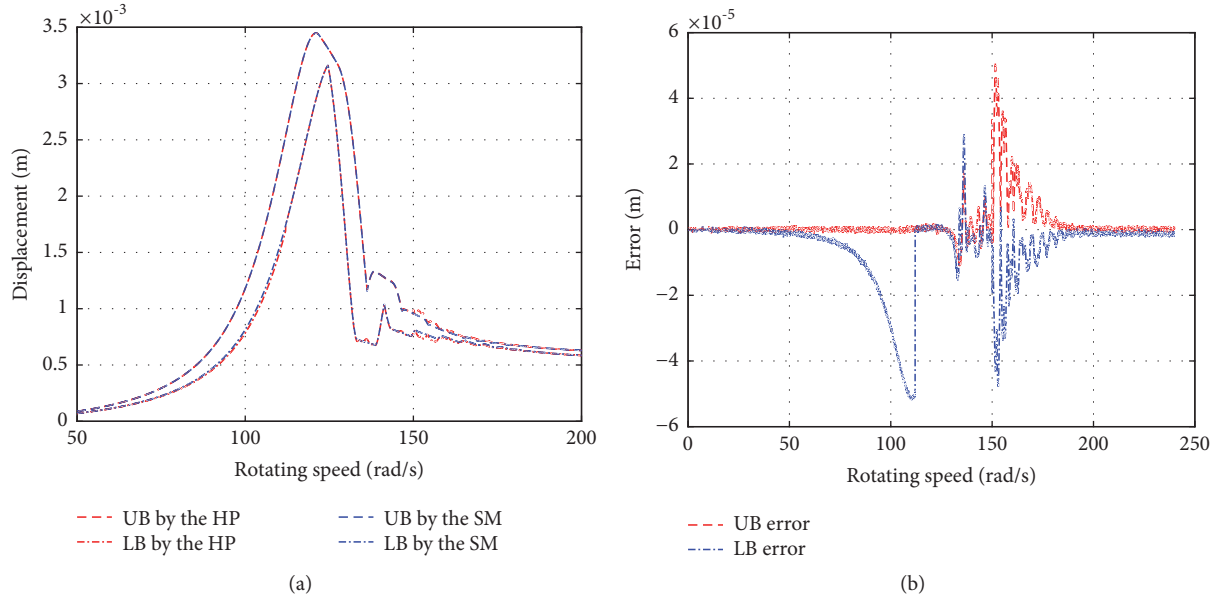 ×10⁻³
3.5
3
2.5
2
1.5
1
0.5
0
50
100
150
200
Displacement (m)
Rotating speed (rad/s)
UB by the HP
LB by the HP
UB by the SM
LB by the SM
(a)
×10⁻⁵
6
4
2
0
−2
−4
−6
0
50
100
150
200
250
Error (m)
Rotating speed (rad/s)
UB error
LB error
(b)